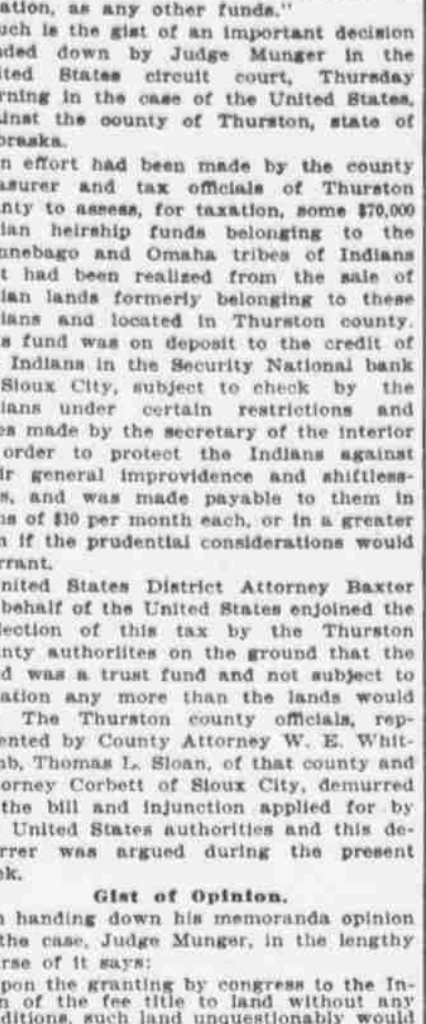 ation, as any other funds."
uch is the gist of an important decision
nded down by Judge Munger in the
ited States circuit court, Thursday
rning in the case of the United States,
inst the county of Thurston, state of
braska.
n effort had been made by the county
asurer and tax officials of Thurston
nty to assess, for taxation, some $70,000
ian heirship funds belonging to the
nnebago and Omaha tribes of Indians
t had been realized from the sale of
ian lands formerly belonging to these
ians and located in Thurston county.
s fund was on deposit to the credit of
Indians in the Security National bank
Sioux City, subject to check by the
ians under certain restrictions and
es made by the secretary of the interior
order to protect the Indians against
ir general improvidence and shiftless-
s, and was made payable to them in
ns of $10 per month each, or in a greater
n if the prudential considerations would
rrant.
nited States District Attorney Baxter
behalf of the United States enjoined the
lection of this tax by the Thurston
nty authoriites on the ground that the
d was a trust fund and not subject to
ation any more than the lands would
The Thurston county officials, rep-
ented by County Attorney W. E. Whit-
mb, Thomas L. Sloan, of that county and
orney Corbett of Sioux City, demurred
the bill and injunction applied for by
United States authorities and this de-
rrer was argued during the present
ek.
Gist of Opinion.
n handing down his memoranda opinion
the case, Judge Munger, in the lengthy
rse of it says:
pon the granting by congress to the In-
n of the fee title to land without any
ditions, such land unquestionably would